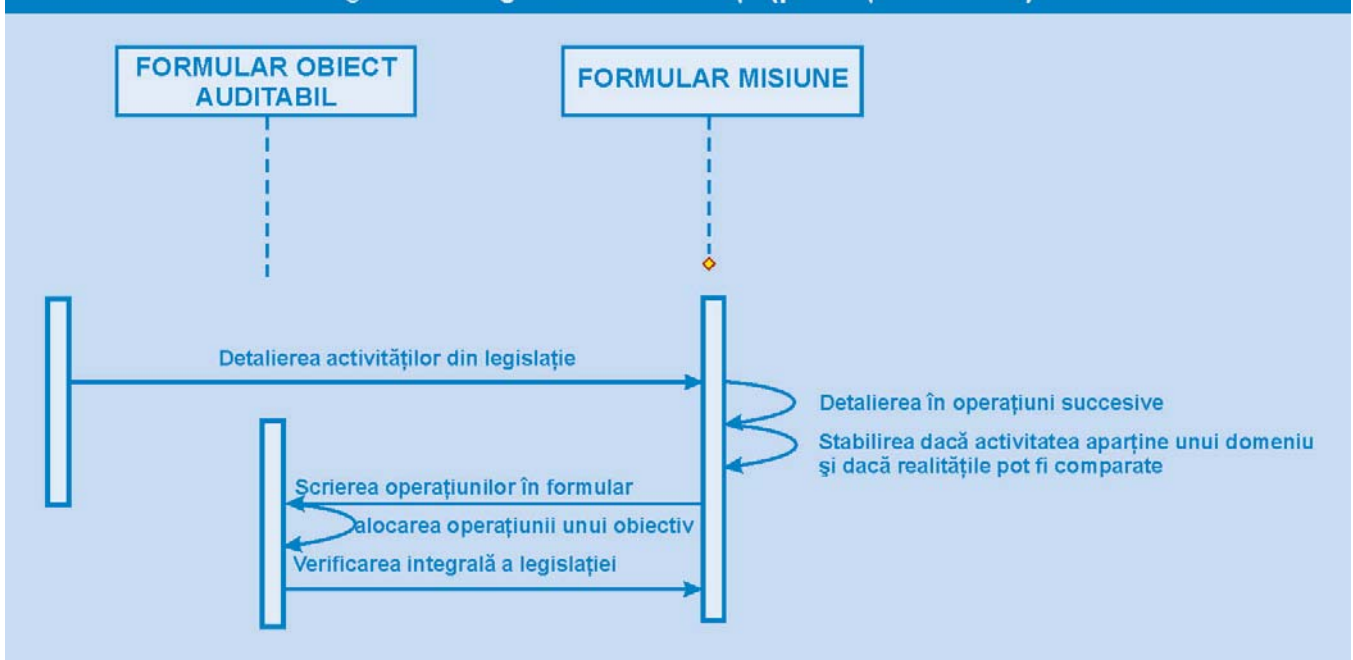 FORMULAR OBIECT
AUDITABIL
FORMULAR MISIUNE
Detalierea activităților din legislație
Detalierea în operațiuni succesive
Stabilirea dacă activitatea aparține unui domeniu
şi dacă realitățile pot fi comparate
Scrierea operațiunilor în formular
alocarea operațiunii unui obiectiv
Verificarea integrală a legislației